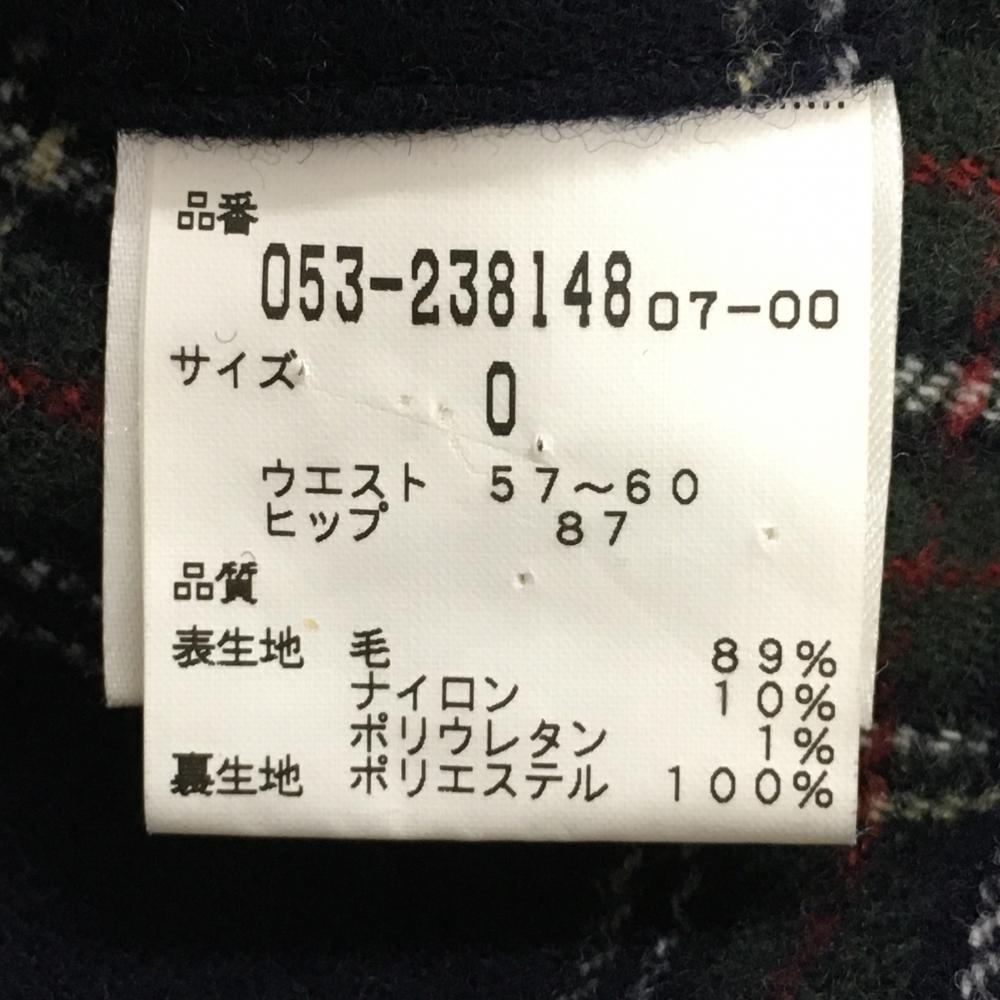 品番
053-238148 07-00
サイズ 0
ウエスト 57～60
ヒップ 87
品質
表生地 毛 89%
ナイロン 10%
ポリウレタン 1%
裏生地 ポリエステル 100%